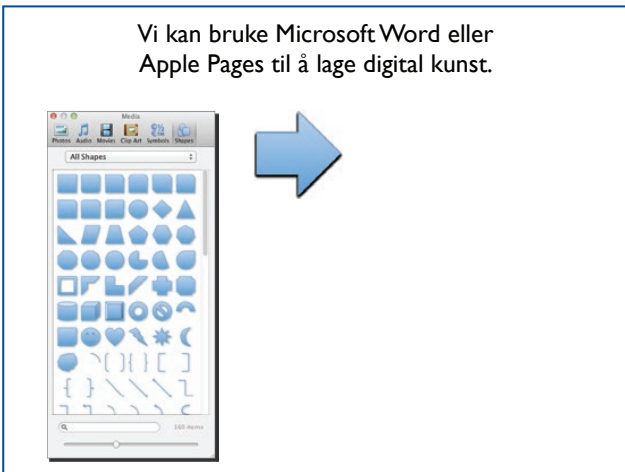 Vi kan bruke Microsoft Word eller
Apple Pages til å lage digital kunst.
Media
Photos Audio Movies Clip Art Symbols Shapes
All Shapes
160 items